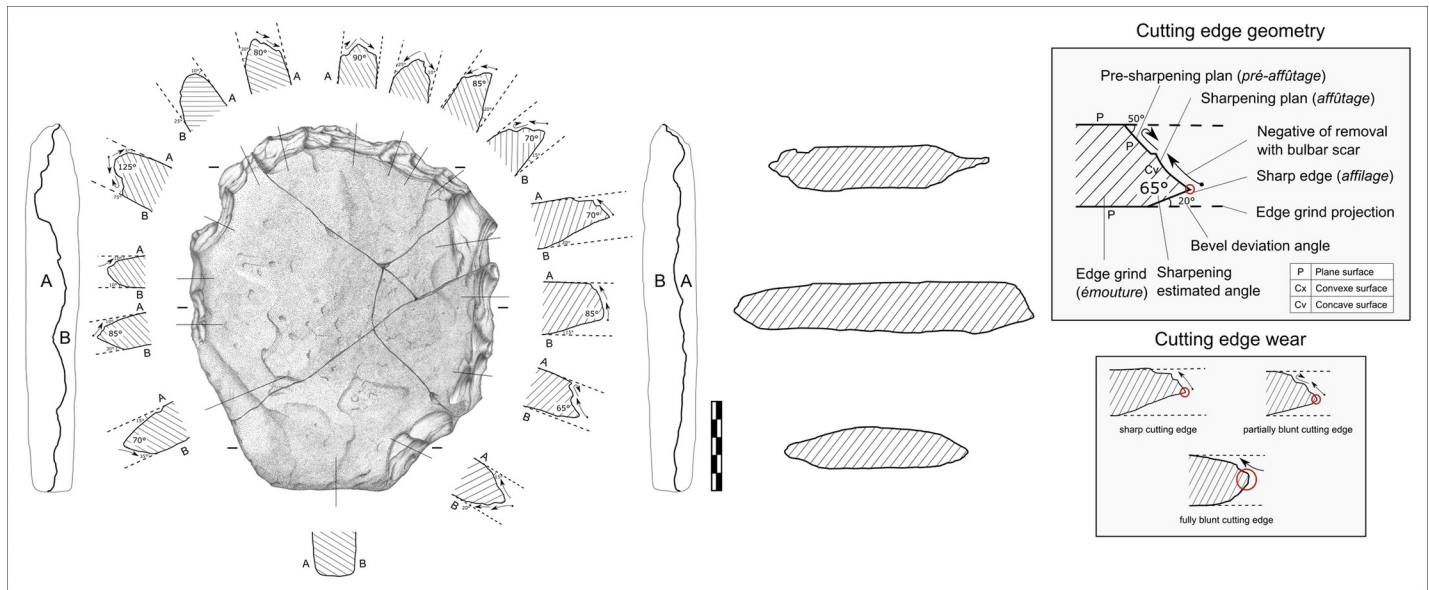 Cutting edge geometry
Pre-sharpening plan (pré-affûtage)
Sharpening plan (affûtage)
P
50°
Negative of removal
with bulbar scar
P
Cv
Sharp edge (affilage)
65°
20°
P
Edge grind projection
Bevel deviation angle
Edge grind
(émouture)
Sharpening
estimated angle
P Plane surface
Cx Convexe surface
Cv Concave surface
Cutting edge wear
sharp cutting edge
partially blunt cutting edge
fully blunt cutting edge
A
B
B
A
80°
A
A
90°
85°
70°
B
A
B
125°
A
B
A
B
A
85°
B
A
70°
B
A
70°
B
A
85°
B
A
65°
B
A
B
20°
A
B